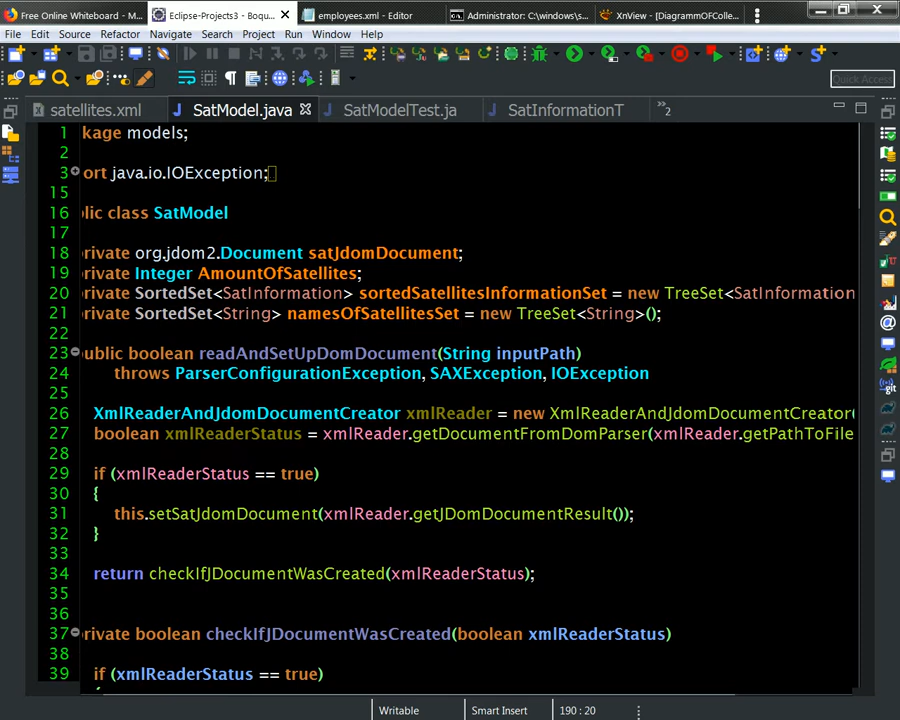 Free Online Whiteboard - M...
Eclipse-Projects3 - Boqu...
employees.xml - Editor
Administrator: C:\windows\s...
XnView - [DiagrammOFColle...
File Edit Source Refactor Navigate Search Project Run Window Help
Quick Access
satellites.xml
SatModel.java
SatModelTest.ja
SatInformationT
»2
1 kage models;
2
3 ort java.io.IOException;
15
16 lic class SatModel
17
18 rivate org.jdom2.Document satJdomDocument;
19 rivate Integer AmountOfSatellites;
20 rivate SortedSet<SatInformation> sortedSatellitesInformationSet = new TreeSet<SatInformation
21 rivate SortedSet<String> namesOfSatellitesSet = new TreeSet<String>();
22
23 public boolean readAndSetUpDomDocument(String inputPath)
24 throws ParserConfigurationException, SAXException, IOException
25
26 XmlReaderAndJdomDocumentCreator xmlReader = new XmlReaderAndJdomDocumentCreator(
27 boolean xmlReaderStatus = xmlReader.getDocumentFromDomParser(xmlReader.getPathToFile
28
29 if (xmlReaderStatus == true)
30 {
31 this.setSatJdomDocument(xmlReader.getJDomDocumentResult());
32 }
33
34 return checkIfJDocumentWasCreated(xmlReaderStatus);
35
36
37 private boolean checkIfJDocumentWasCreated(boolean xmlReaderStatus)
38
39 if (xmlReaderStatus == true)
Writable Smart Insert 190 : 20